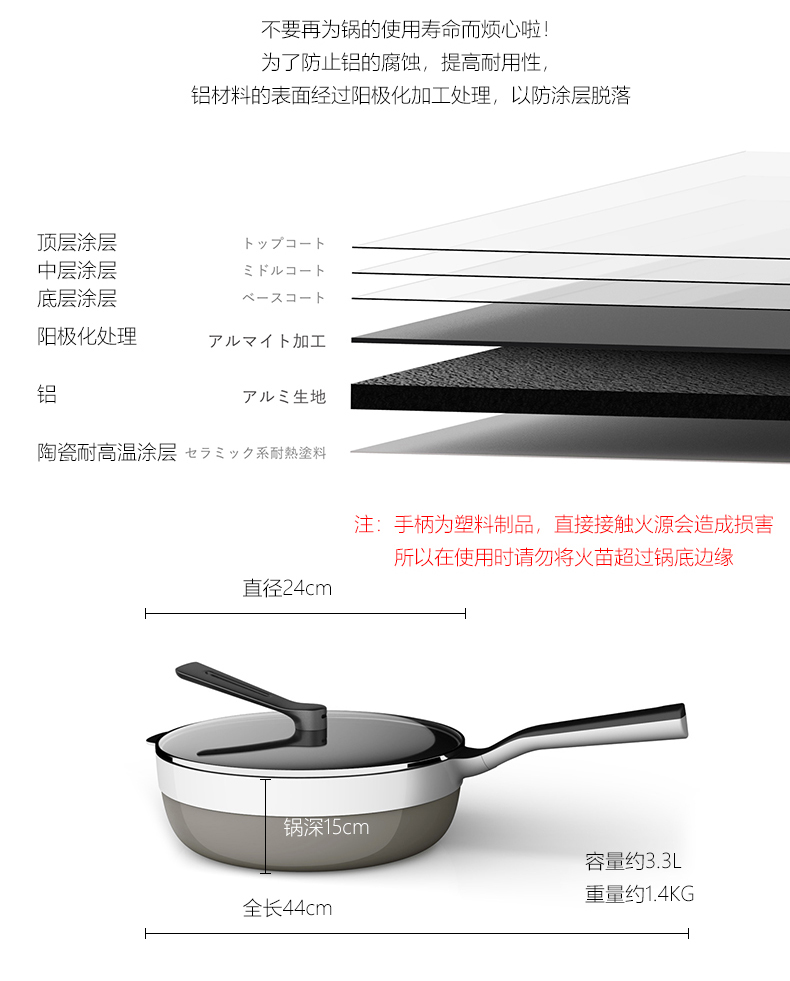 不要再为锅的使用寿命而烦心啦！
为了防止铝的腐蚀，提高耐用性，
铝材料的表面经过阳极化加工处理，以防涂层脱落
顶层涂层 トップコート
中层涂层 ミドルコート
底层涂层 ベースコート
阳极化处理 アルマイト加工
铝 アルミ生地
陶瓷耐高温涂层 セラミック系耐熱塗料
注：手柄为塑料制品，直接接触火源会造成损害
所以在使用时请勿将火苗超过锅底边缘
直径24cm
锅深15cm
容量约3.3L
重量约1.4KG
全长44cm